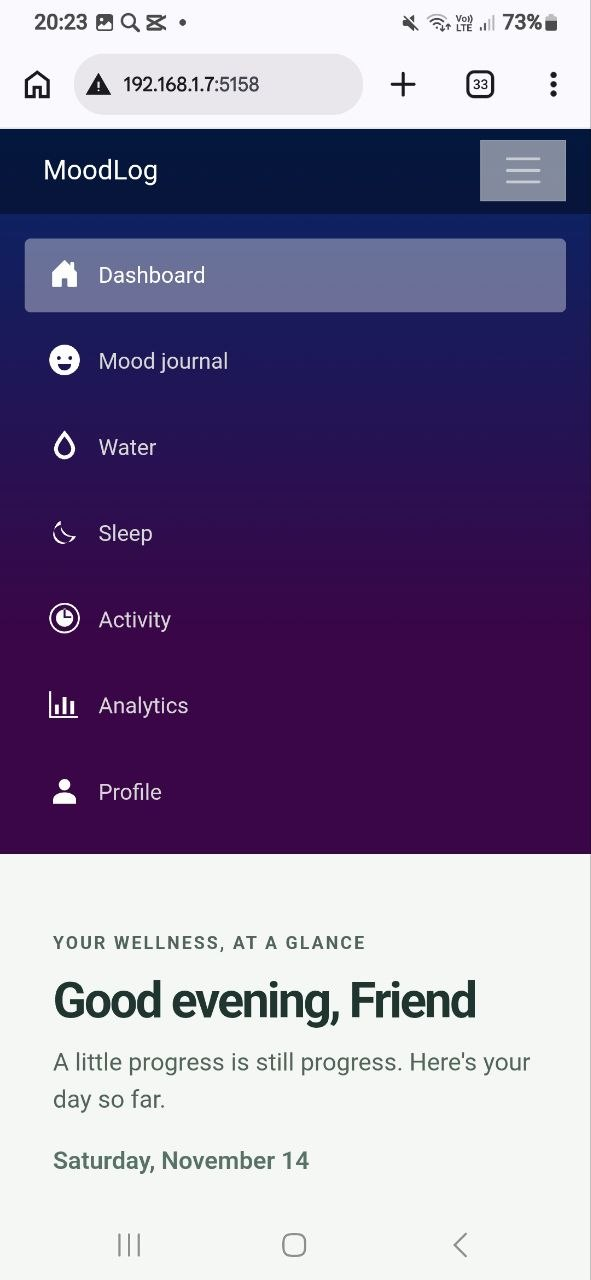 20:23
Vo))
LTE
73%
192.168.1.7:5158
33
MoodLog
Dashboard
Mood journal
Water
Sleep
Activity
Analytics
Profile
YOUR WELLNESS, AT A GLANCE
Good evening, Friend
A little progress is still progress. Here's your
day so far.
Saturday, November 14